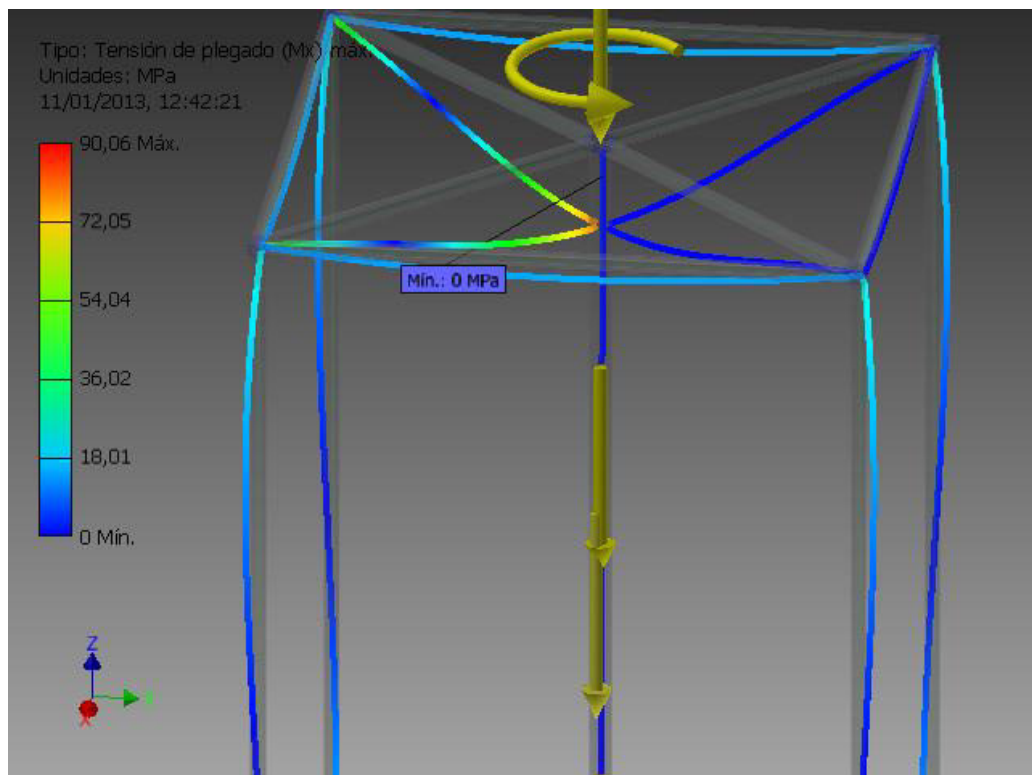 Tipo: Tensión de plegado (Mx) máx.
Unidades: MPa
11/01/2013, 12:42:21
90,06 Máx.
72,05
54,04
36,02
18,01
0 Mín.
Mín.: 0 MPa
Z
X